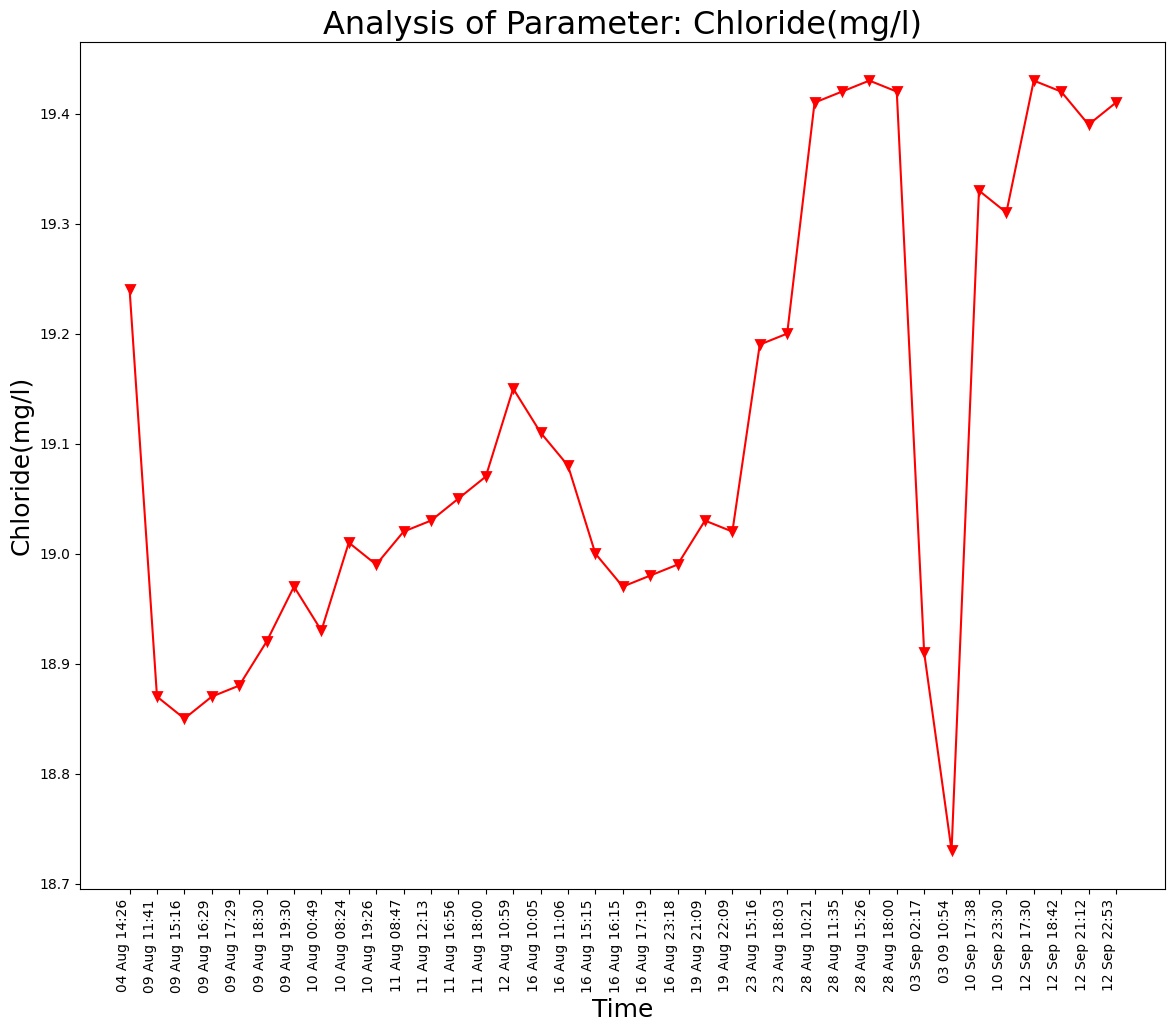 Analysis of Parameter: Chloride(mg/l)
Chloride(mg/l)
19.4
19.3
19.2
19.1
19.0
18.9
18.8
18.7
04 Aug 14:26
09 Aug 11:41
09 Aug 15:16
09 Aug 16:29
09 Aug 17:29
09 Aug 18:30
09 Aug 19:30
10 Aug 00:49
10 Aug 08:24
10 Aug 19:26
11 Aug 08:47
11 Aug 12:13
11 Aug 16:56
11 Aug 18:00
12 Aug 10:59
16 Aug 10:05
16 Aug 11:06
16 Aug 15:15
16 Aug 16:15
16 Aug 17:19
16 Aug 23:18
19 Aug 21:09
19 Aug 22:09
23 Aug 15:16
23 Aug 18:03
28 Aug 10:21
28 Aug 11:35
28 Aug 15:26
28 Aug 18:00
03 Sep 02:17
03 09 10:54
10 Sep 17:38
10 Sep 23:30
12 Sep 17:30
12 Sep 18:42
12 Sep 21:12
12 Sep 22:53
Time